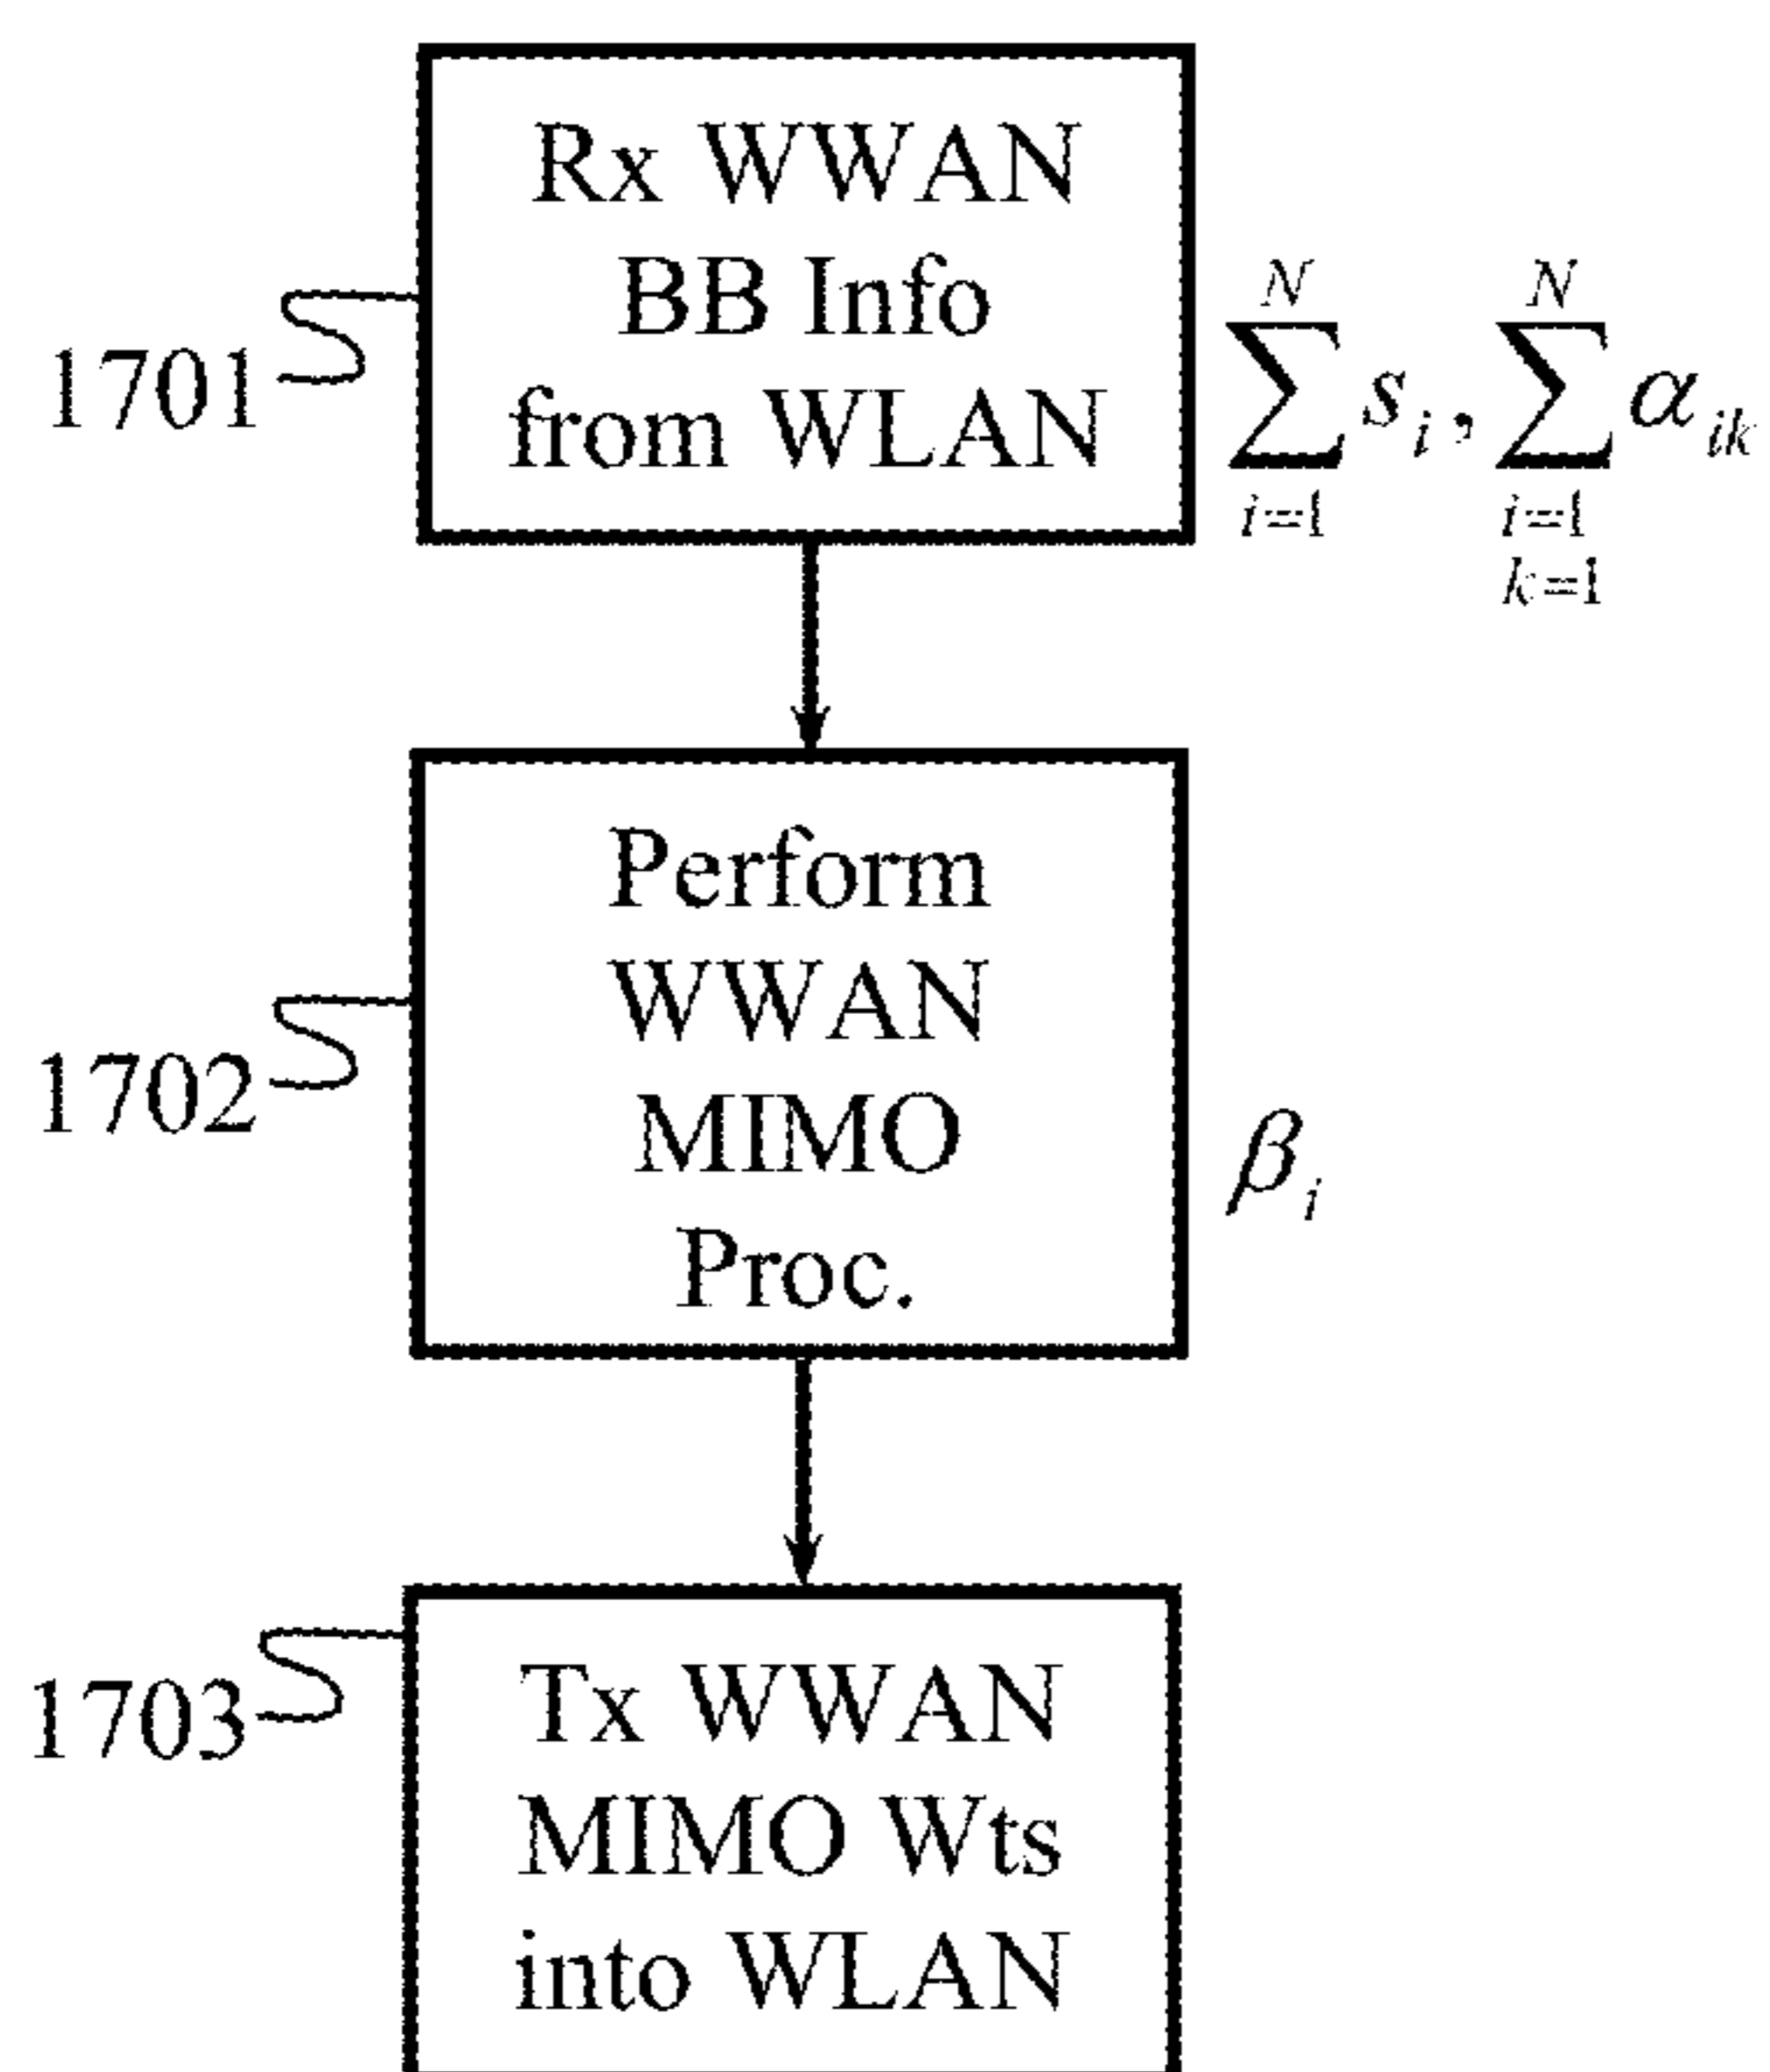 Rx WWAN
BB Info
from WLAN
1701
N N
∑ s_i , ∑ α_ik
i=1 i=1
k=1
Perform
WWAN
MIMO
Proc.
1702
β_i
Tx WWAN
MIMO Wts
into WLAN
1703